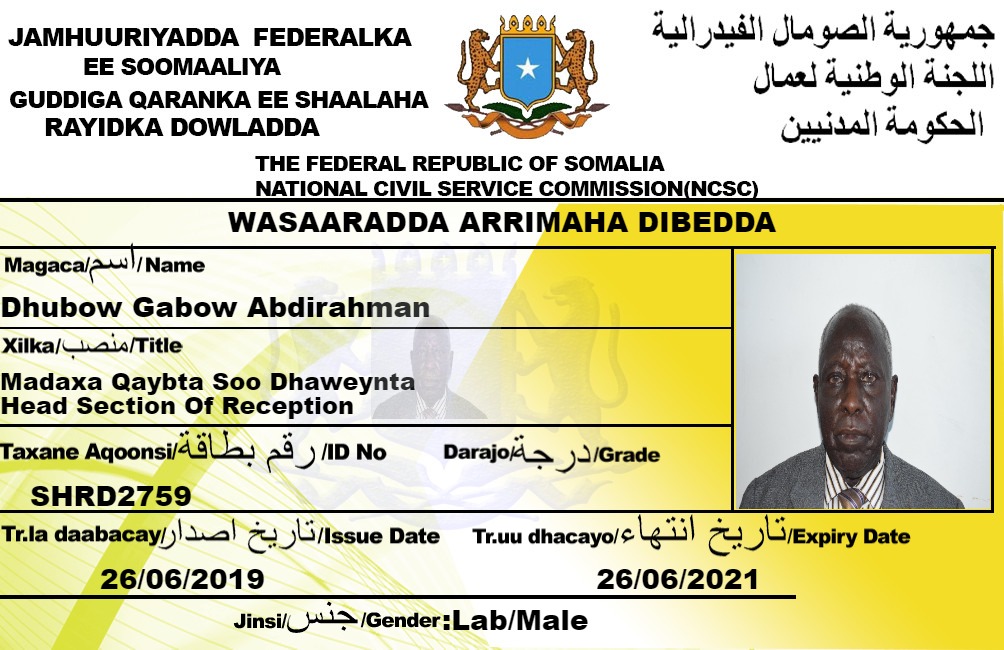 JAMHUURIYADDA FEDERALKA
EE SOOMAALIYA
GUDDIGA QARANKA EE SHAALAHA
RAYIDKA DOWLADDA
جمهورية الصومال الفيدرالية
اللجنة الوطنية لعمال
الحكومة المدنيين
THE FEDERAL REPUBLIC OF SOMALIA
NATIONAL CIVIL SERVICE COMMISSION(NCSC)
WASAARADDA ARRIMAHA DIBEDDA
Magaca/اسم/Name
Dhubow Gabow Abdirahman
Xilka/منصب/Title
Madaxa Qaybta Soo Dhaweynta
Head Section Of Reception
Taxane Aqoonsi/رقم بطاقة/ID No
Darajo/درجة/Grade
SHRD2759
Tr.la daabacay/تاريخ اصدار/Issue Date
Tr.uu dhacayo/تاريخ انتهاء/Expiry Date
26/06/2019
26/06/2021
Jinsi/جنس/Gender:Lab/Male